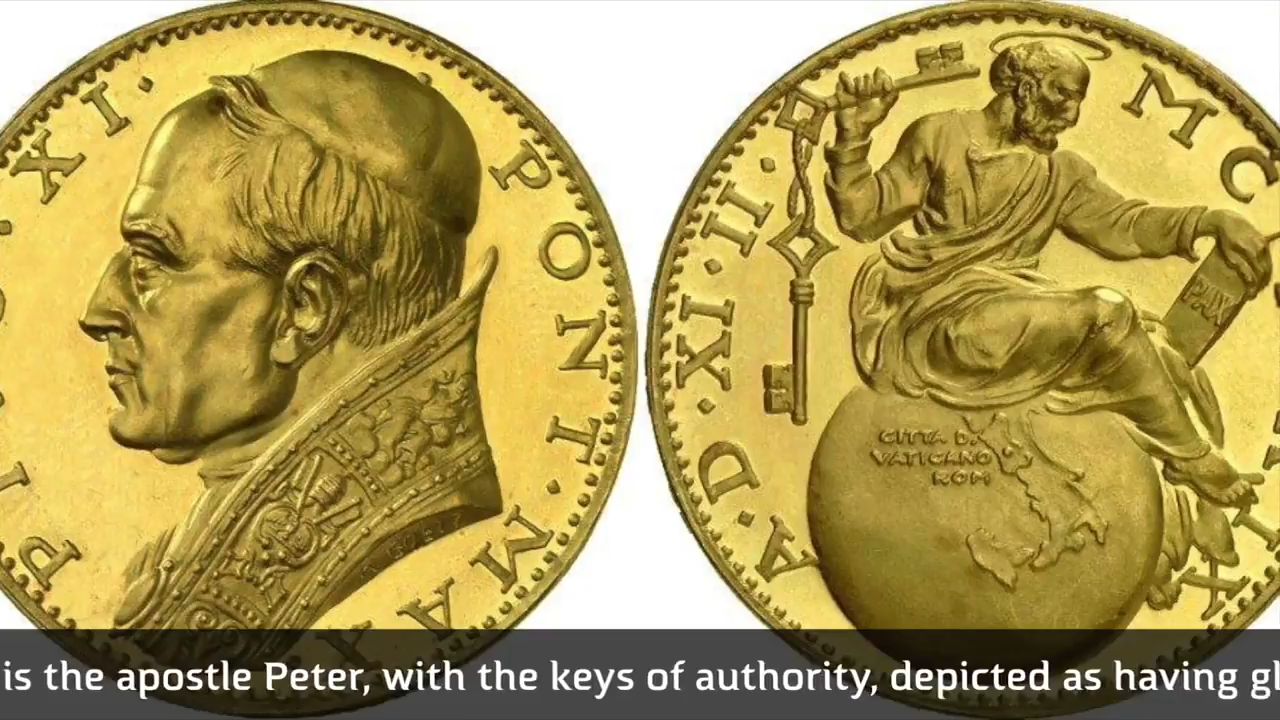 XI · PONT · MA
A · D · XI · II · MC
CITTA D.
VATICANO
ROM
is the apostle Peter, with the keys of authority, depicted as having gl